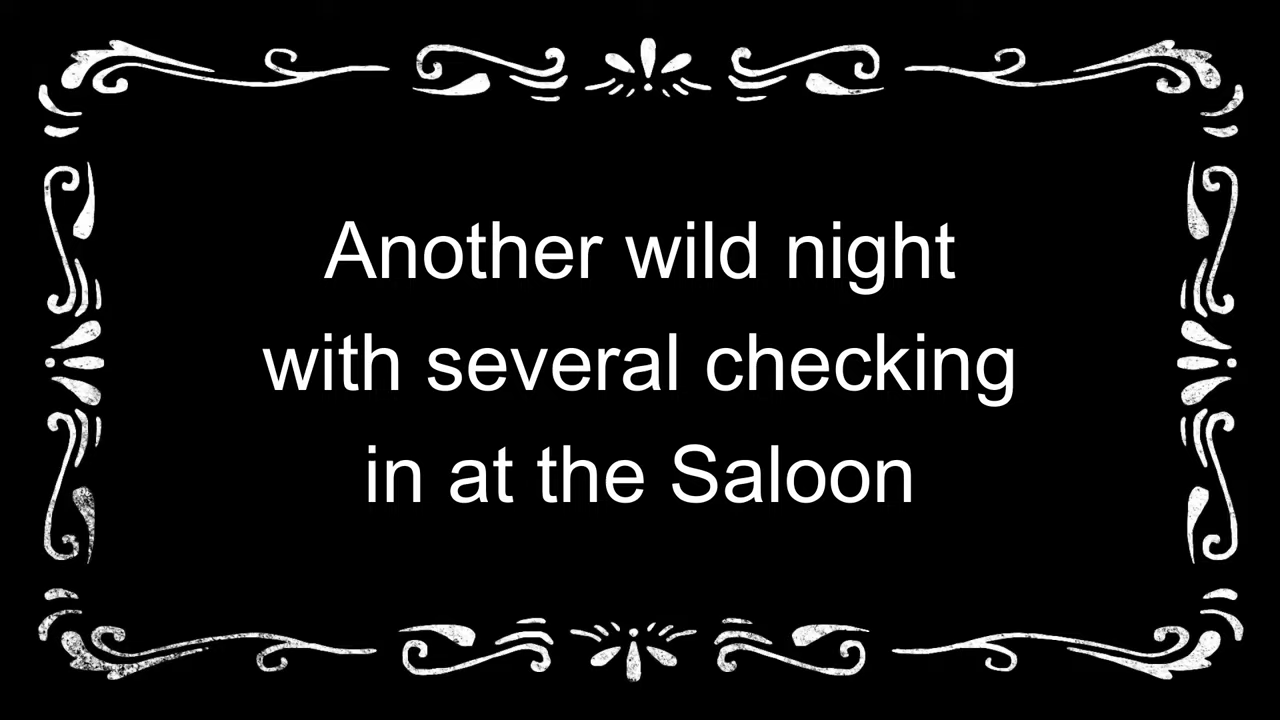 Another wild night
with several checking
in at the Saloon